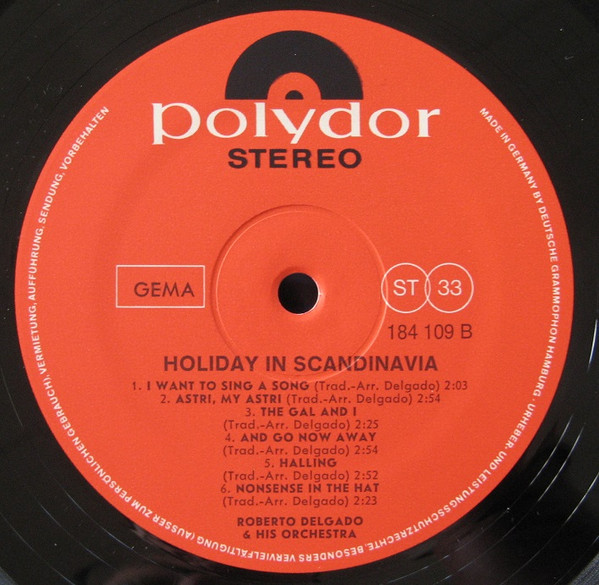 polydor
STEREO
GEMA
ST 33
184 109 B
HOLIDAY IN SCANDINAVIA
1. I WANT TO SING A SONG (Trad.-Arr. Delgado) 2:03
2. ASTRI, MY ASTRI (Trad.-Arr. Delgado) 2:54
3. THE GAL AND I
(Trad.-Arr. Delgado) 2:25
4. AND GO NOW AWAY
(Trad.-Arr. Delgado) 2:54
5. HALLING
(Trad.-Arr. Delgado) 2:52
6. NONSENSE IN THE HAT
(Trad.-Arr. Delgado) 2:23
ROBERTO DELGADO
& HIS ORCHESTRA
MADE IN GERMANY BY DEUTSCHE GRAMMOPHON HAMBURG · URHEBER- UND LEISTUNGSSCHUTZRECHTE, BESONDERS VERVIELFÄLTIGUNG (AUSSER ZUM PERSÖNLICHEN GEBRAUCH), VERMIETUNG, AUFFÜHRUNG, SENDUNG, VORBEHALTEN